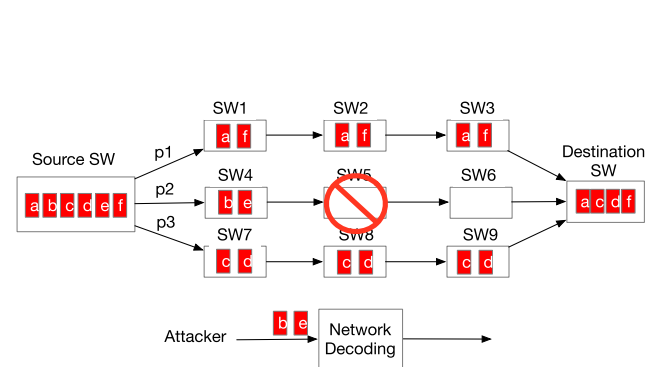 SW1 SW2 SW3
a f a f a f
p1
Source SW
Destination
SW
p2
SW4 SW5 SW6
a b c d e f
b e
a c d f
p3
SW7 SW8 SW9
c d c d c d
b e
Attacker
Network
Decoding